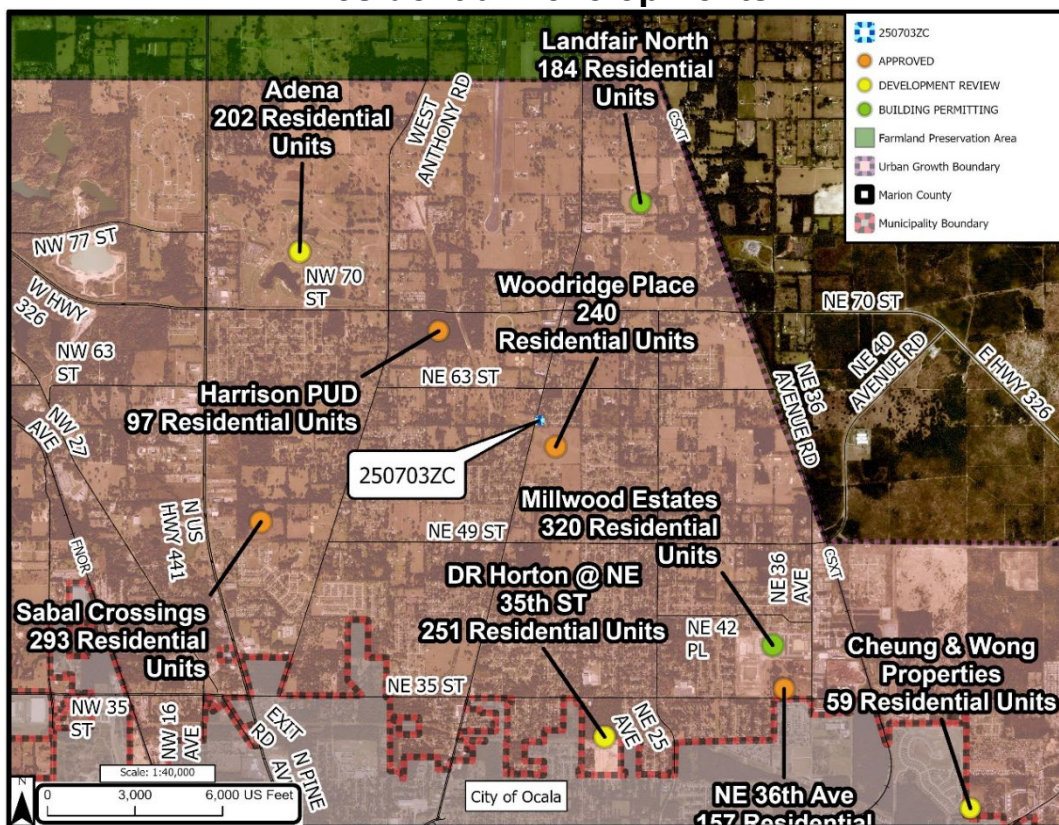 Landfair North
184 Residential
Units
Adena
202 Residential
Units
WEST
ANTHONY RD
CSXT
250703ZC
APPROVED
DEVELOPMENT REVIEW
BUILDING PERMITTING
Farmland Preservation Area
Urban Growth Boundary
Marion County
Municipality Boundary
NW 77 ST
W HWY
326
NW 70
ST
Woodridge Place
240
Residential Units
NE 70 ST
NE 40
AVENUE RD
E HWY 326
NW 63
ST
NE 63 ST
NE 36
AVENUE RD
Harrison PUD
97 Residential Units
NW 27
AVE
250703ZC
Millwood Estates
320 Residential
Units
N US
HWY 441
NE 49 ST
FNOR
CSXT
NE 36
AVE
DR Horton @ NE
35th ST
251 Residential Units
Sabal Crossings
293 Residential
Units
NE 42
PL
Cheung & Wong
Properties
59 Residential Units
NE 35 ST
NW 35
ST
NW 16
AVE
EXIT
RD
N PINE
AV
NE 25
AVE
Scale: 1:40,000
N
0 3,000 6,000 US Feet
City of Ocala
NE 36th Ave
157 Residential